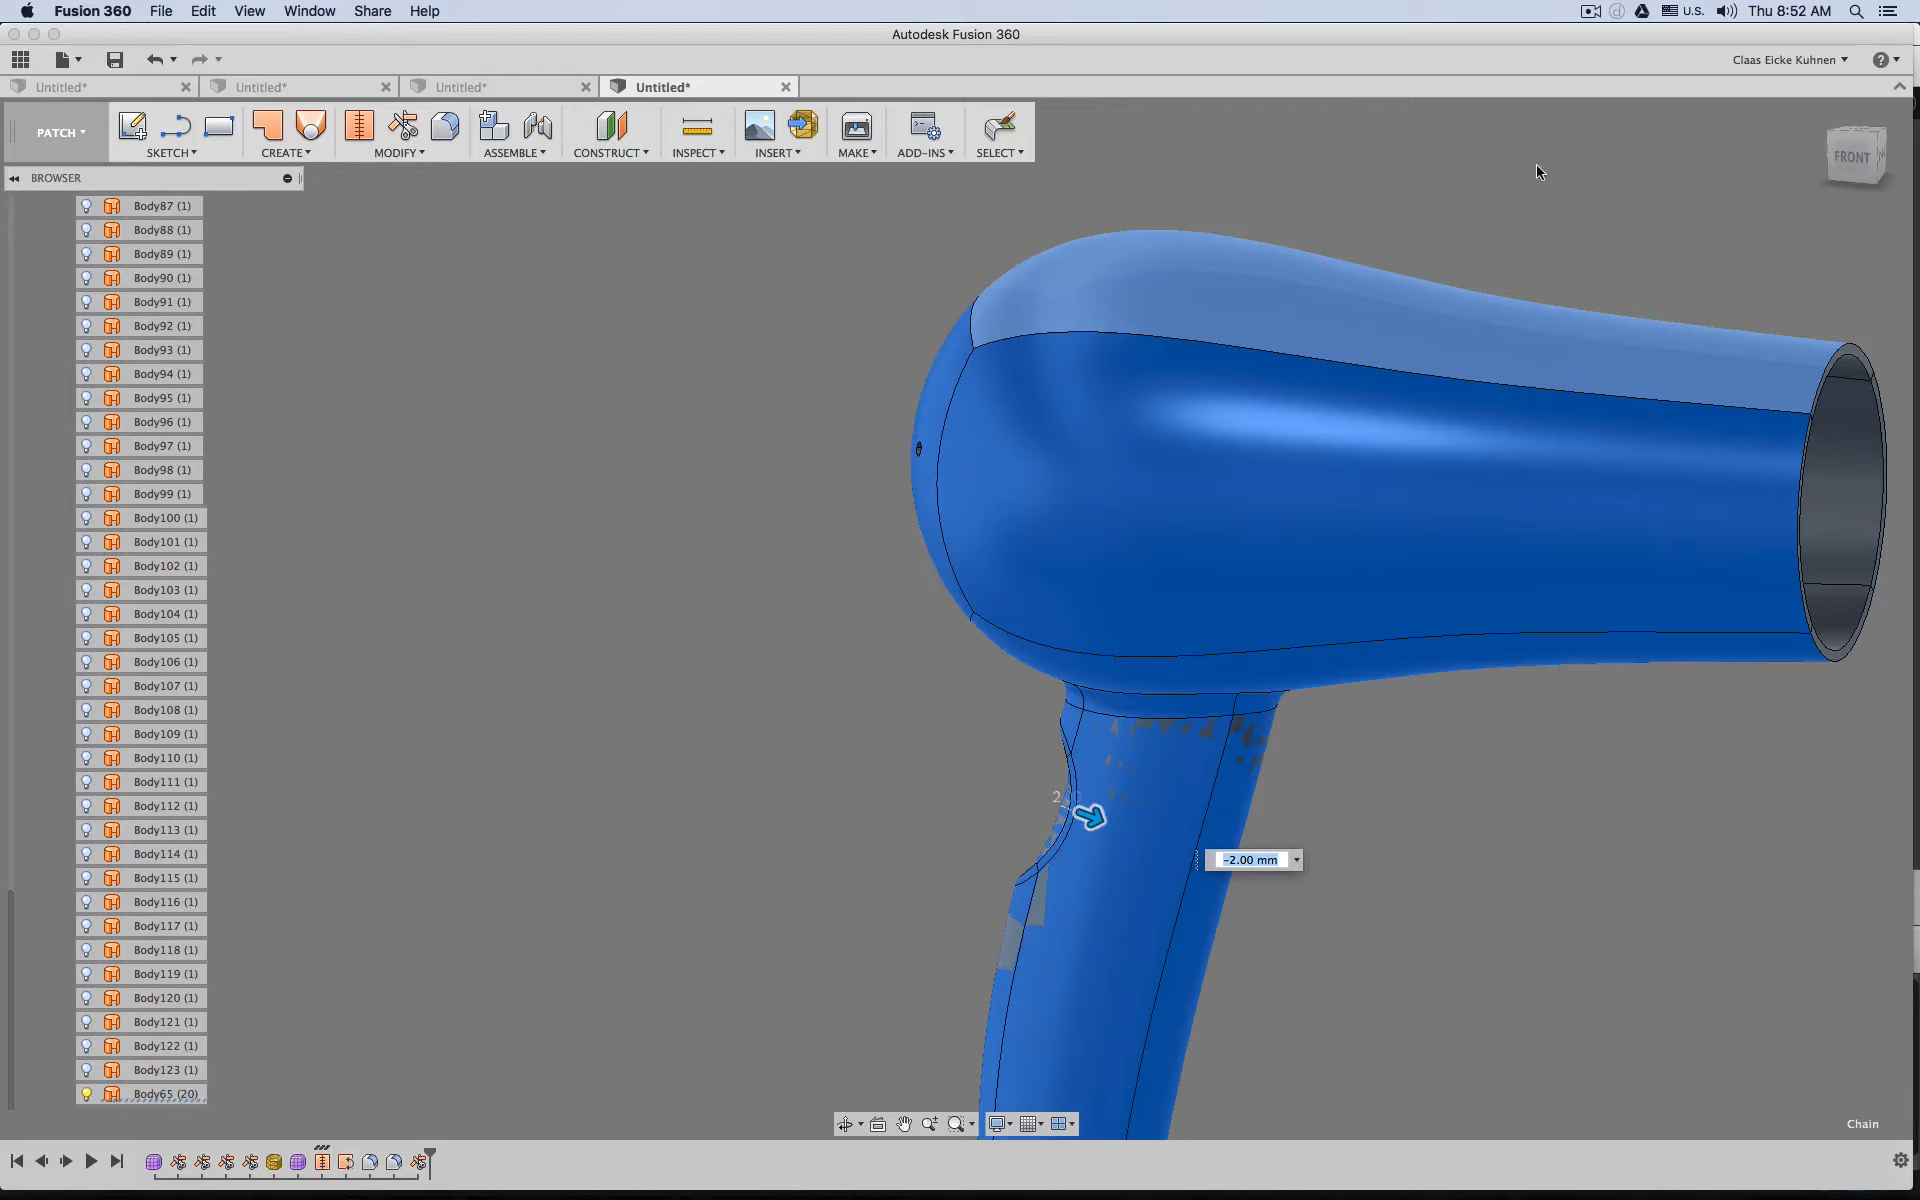 Fusion 360 File Edit View Window Share Help
U.S. Thu 8:52 AM
Autodesk Fusion 360
Claas Eicke Kuhnen
Untitled* Untitled* Untitled* Untitled*
PATCH SKETCH CREATE MODIFY ASSEMBLE CONSTRUCT INSPECT INSERT MAKE ADD-INS SELECT
FRONT
BROWSER
Body87 (1)
Body88 (1)
Body89 (1)
Body90 (1)
Body91 (1)
Body92 (1)
Body93 (1)
Body94 (1)
Body95 (1)
Body96 (1)
Body97 (1)
Body98 (1)
Body99 (1)
Body100 (1)
Body101 (1)
Body102 (1)
Body103 (1)
Body104 (1)
Body105 (1)
Body106 (1)
Body107 (1)
Body108 (1)
Body109 (1)
Body110 (1)
Body111 (1)
Body112 (1)
Body113 (1)
Body114 (1)
Body115 (1)
Body116 (1)
Body117 (1)
Body118 (1)
Body119 (1)
Body120 (1)
Body121 (1)
Body122 (1)
Body123 (1)
Body65 (20)
-2.00 mm
Chain